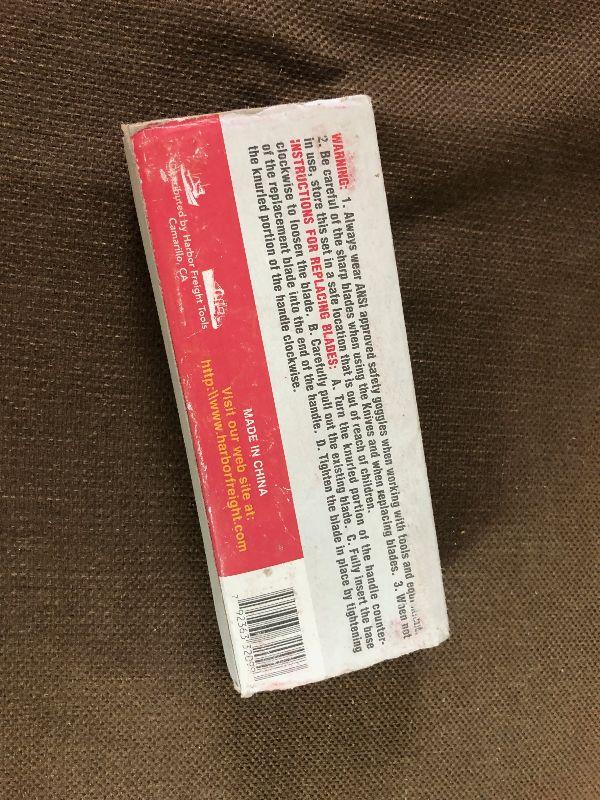 WARNING: 1. Always wear ANSI approved safety goggles when working with tools and
2. Be careful of the sharp blades when using the knives and when replacing blades. 3. When not
in use, store this set in a safe location that is out of reach of children.
INSTRUCTIONS FOR REPLACING BLADES: A. Turn the knurled portion of the handle counter-
clockwise to loosen the blade. B. Carefully pull out the existing blade. C. Fully insert the base
of the replacement blade into the end of the handle. D. Tighten the blade in place by tightening
the knurled portion of the handle clockwise.
MADE IN CHINA
Visit our web site at:
http:\\www.harborfreight.com
Distributed by Harbor Freight Tools
Camarillo, CA